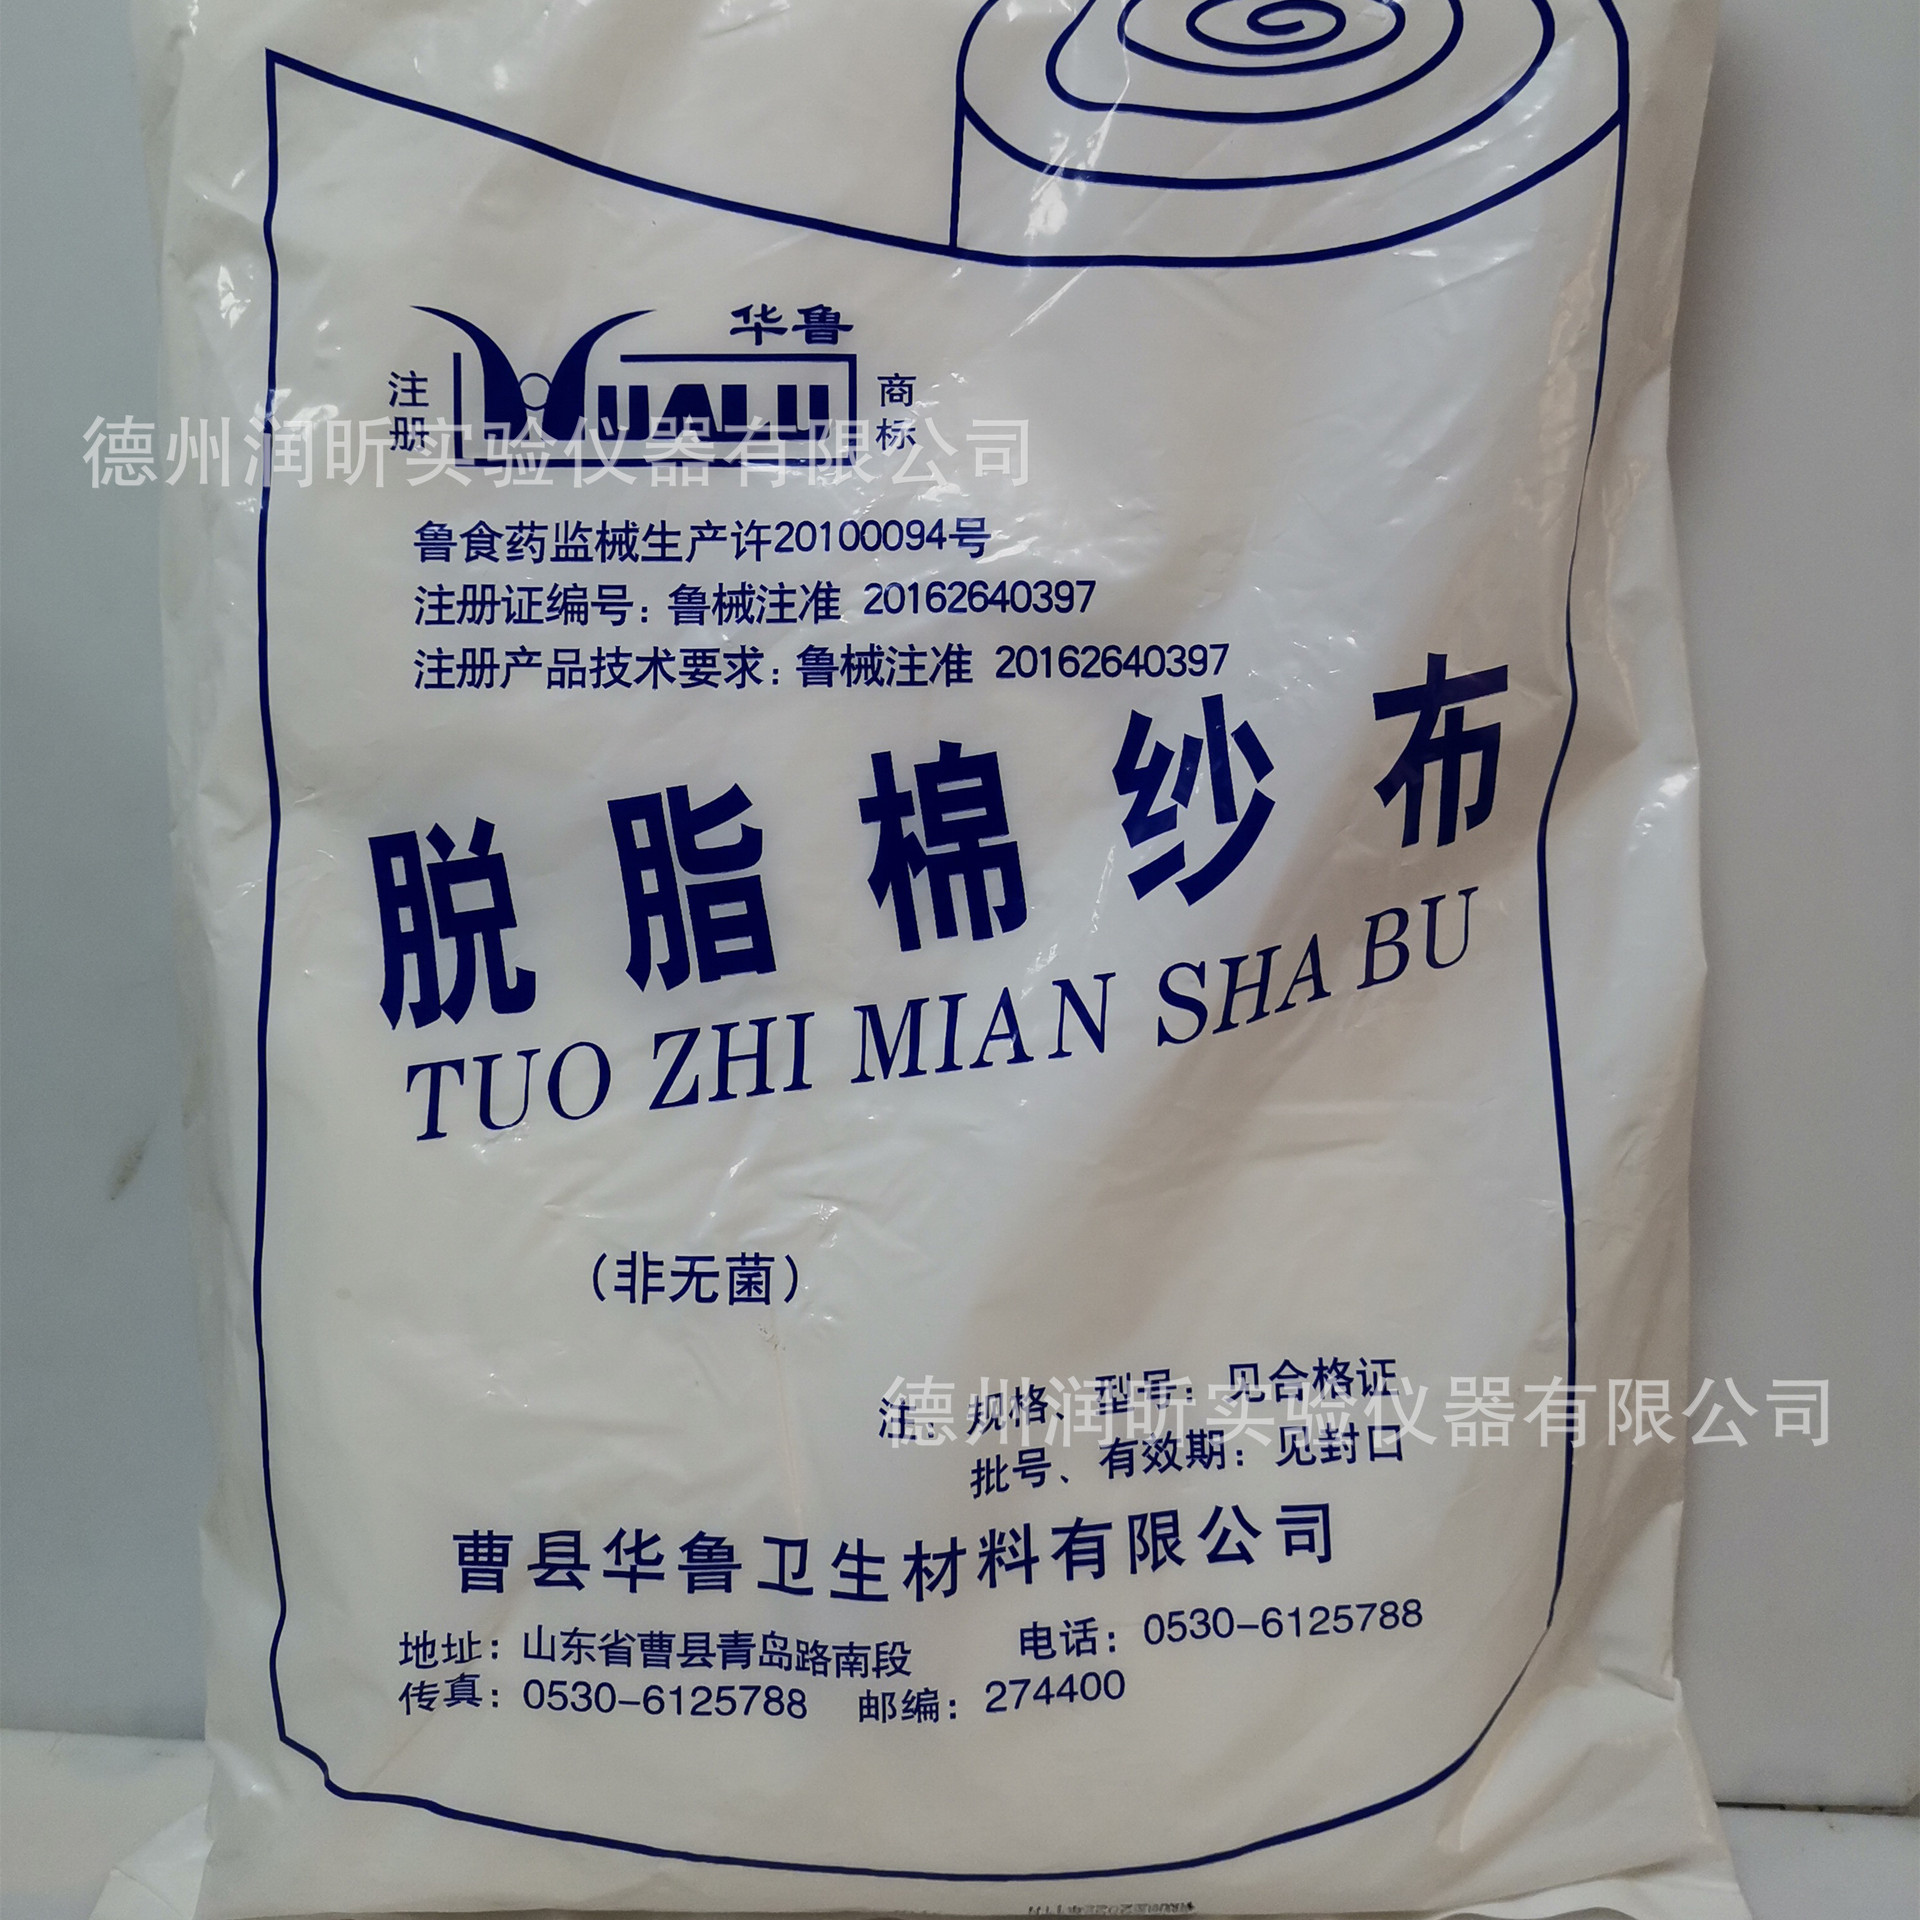 华鲁
注册
HUALU
商标
德州润昕实验仪器有限公司
鲁食药监械生产许20100094号
注册证编号：鲁械注准 20162640397
注册产品技术要求：鲁械注准 20162640397
脱脂棉纱布
TUO ZHI MIAN SHA BU
（非无菌）
注：规格、型号：见合格证
德州润昕实验仪器有限公司
批号、有效期：见封口
曹县华鲁卫生材料有限公司
地址：山东省曹县青岛路南段 电话：0530-6125788
传真：0530-6125788 邮编：274400